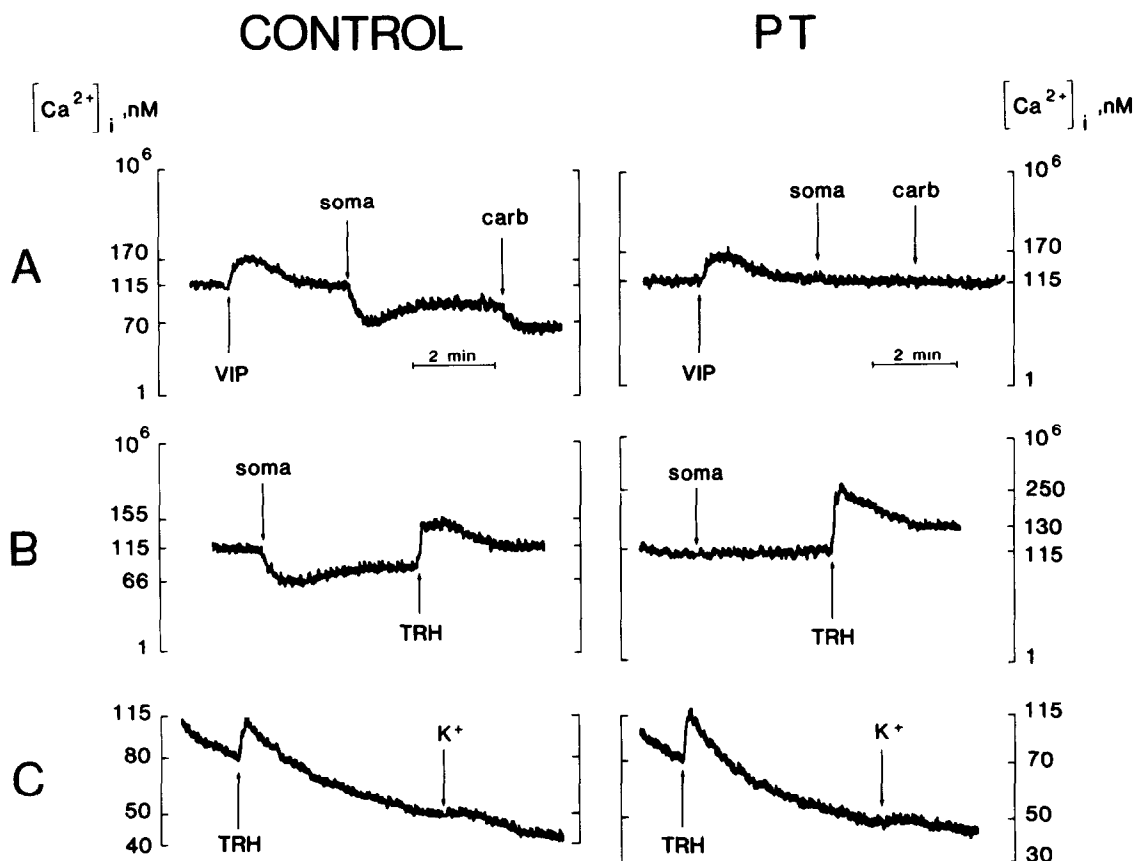 CONTROL PT
[Ca2+]i ,nM [Ca2+]i ,nM
A
10^6
170
115
70
1
soma
carb
VIP
2 min
soma
carb
VIP
2 min
10^6
170
115
1
B
10^6
155
115
66
1
soma
TRH
soma
TRH
10^6
250
130
115
1
C
115
80
50
40
TRH
K+
TRH
K+
115
70
50
30